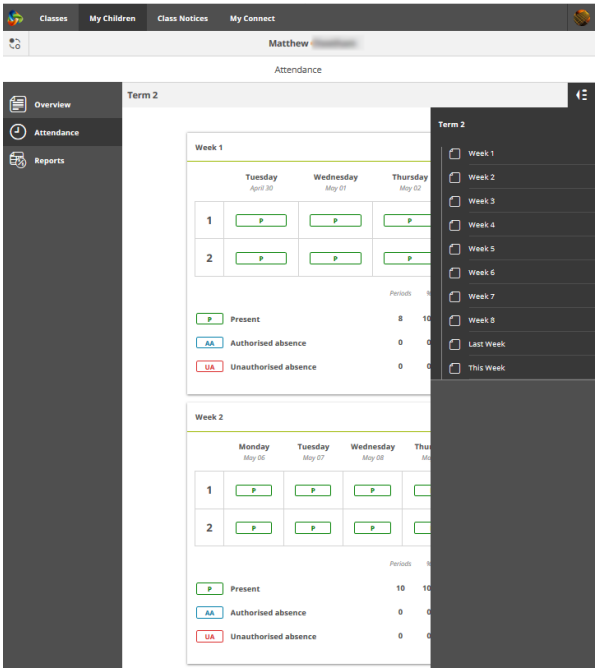 Classes My Children Class Notices My Connect
Matthew
Attendance
Overview
Attendance
Reports
Term 2
Week 1
Tuesday Wednesday Thursday
April 30 May 01 May 02
1 P P P
2 P P P
Periods %
P Present 8 10
AA Authorised absence 0 0
UA Unauthorised absence 0 0
Week 2
Monday Tuesday Wednesday Thur
May 06 May 07 May 08
1 P P P
2 P P P
Periods
P Present 10 10
AA Authorised absence 0 0
UA Unauthorised absence 0 0
Term 2
Week 1
Week 2
Week 3
Week 4
Week 5
Week 6
Week 7
Week 8
Last Week
This Week